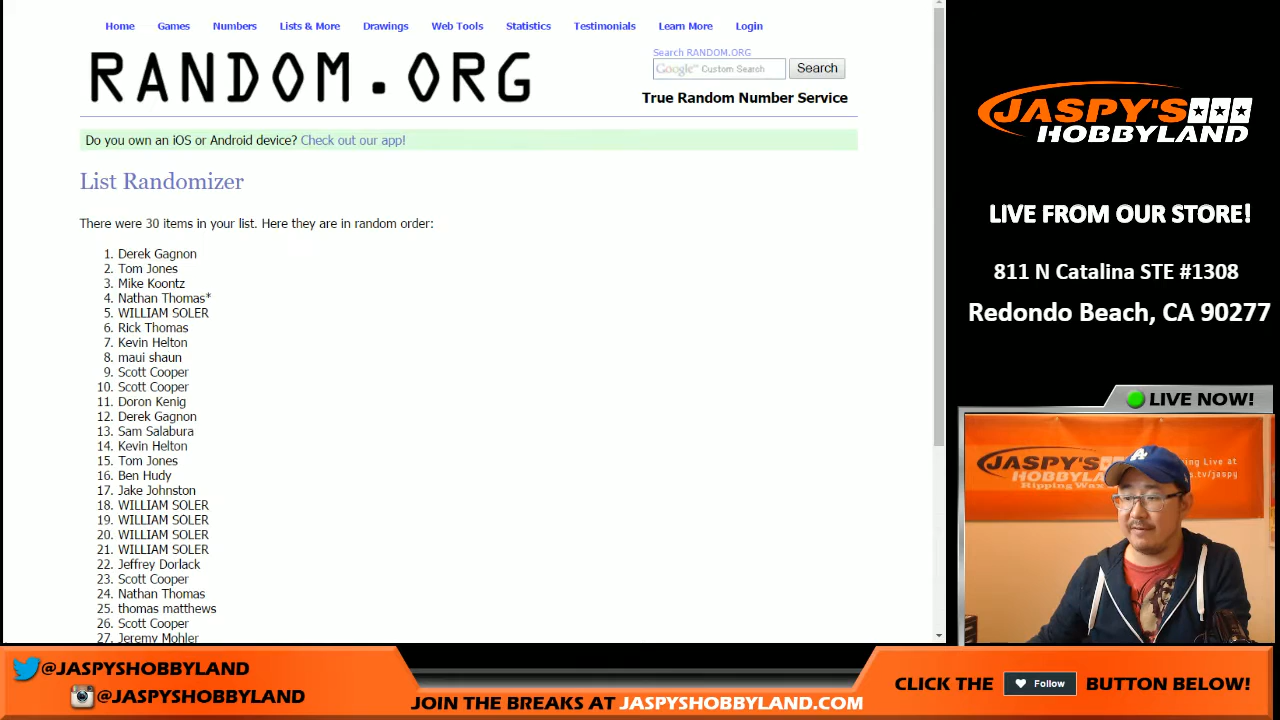 Home Games Numbers Lists & More Drawings Web Tools Statistics Testimonials Learn More Login
RANDOM.ORG
Search RANDOM.ORG
Google™ Custom Search Search
True Random Number Service
Do you own an iOS or Android device? Check out our app!
List Randomizer
There were 30 items in your list. Here they are in random order:
1. Derek Gagnon
2. Tom Jones
3. Mike Koontz
4. Nathan Thomas*
5. WILLIAM SOLER
6. Rick Thomas
7. Kevin Helton
8. maui shaun
9. Scott Cooper
10. Scott Cooper
11. Doron Kenig
12. Derek Gagnon
13. Sam Salabura
14. Kevin Helton
15. Tom Jones
16. Ben Hudy
17. Jake Johnston
18. WILLIAM SOLER
19. WILLIAM SOLER
20. WILLIAM SOLER
21. WILLIAM SOLER
22. Jeffrey Dorlack
23. Scott Cooper
24. Nathan Thomas
25. thomas matthews
26. Scott Cooper
27. Jeremy Mohler
JASPY'S
HOBBYLAND
LIVE FROM OUR STORE!
811 N Catalina STE #1308
Redondo Beach, CA 90277
LIVE NOW!
JASPY'S
HOBBYLAND
Ripping Wax
ing Live at
tv/jaspy
@JASPYSHOBBYLAND
@JASPYSHOBBYLAND
JOIN THE BREAKS AT JASPYSHOBBYLAND.COM
CLICK THE Follow BUTTON BELOW!